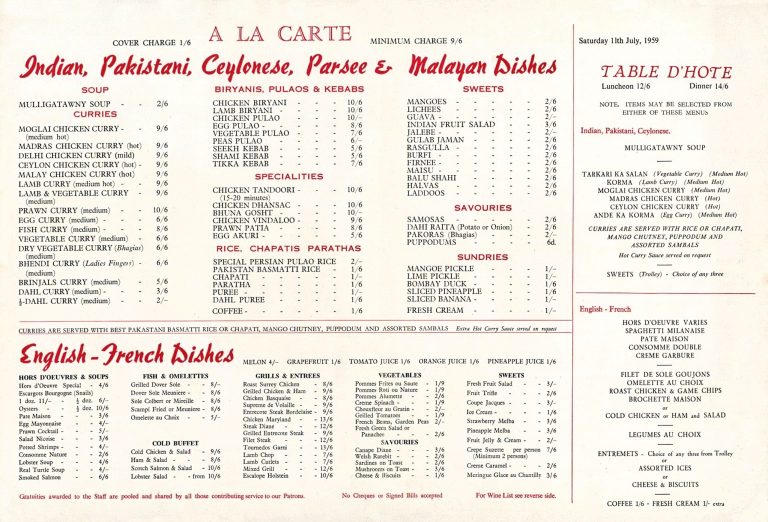 COVER CHARGE 1/6 A LA CARTE MINIMUM CHARGE 9/6
Indian, Pakistani, Ceylonese, Parsee & Malayan Dishes
SOUP
MULLIGATAWNY SOUP - - 2/6
CURRIES
MOGLAI CHICKEN CURRY - - 9/6
(medium hot)
MADRAS CHICKEN CURRY (hot) 9/6
DELHI CHICKEN CURRY (mild) 9/6
CEYLON CHICKEN CURRY (hot) - 9/6
MALAY CHICKEN CURRY (hot) - 9/6
LAMB CURRY (medium hot) - 9/6
LAMB & VEGETABLE CURRY - 9/6
(medium)
PRAWN CURRY (medium) - - 10/6
EGG CURRY (medium) - - 6/6
FISH CURRY (medium) - - 8/6
VEGETABLE CURRY (medium) - 6/6
DRY VEGETABLE CURRY (Bhagias) 6/6
(medium)
BHENDI CURRY (Ladies Fingers) - 6/6
(medium)
BRINJALS CURRY (medium) - 5/6
DAHL CURRY (medium) - - 3/6
½-DAHL CURRY (medium) - - 2/-
BIRYANIS, PULAOS & KEBABS
CHICKEN BIRYANI - - - - 10/6
LAMB BIRYANI - - - - 10/6
CHICKEN PULAO - - - - 10/-
EGG PULAO - - - - 8/6
VEGETABLE PULAO - - - - 7/6
PEAS PULAO - - - - 6/-
SEEKH KEBAB - - - - 5/6
SHAMI KEBAB - - - - 5/6
TIKKA KEBAB - - - - 7/6
SPECIALITIES
CHICKEN TANDOORI - - - - 10/6
(15-20 minutes)
CHICKEN DHANSAC - - - - 10/6
BHUNA GOSHT - - - - 10/-
CHICKEN VINDALOO - - - - 9/6
PRAWN PATIA - - - - 8/6
EGG AKURI - - - - 5/6
RICE, CHAPATIS PARATHAS
SPECIAL PERSIAN PULAO RICE 2/-
PAKISTAN BASMATTI RICE - 1/6
CHAPATI - - - - 1/-
PARATHA - - - - 1/6
PUREE - - - - 1/-
DAHL PUREE - - - - 1/6
COFFEE - - - - 1/6
SWEETS
MANGOES - - - - 2/6
LICHEES - - - - 2/6
GUAVA - - - - 2/-
INDIAN FRUIT SALAD - - 3/6
JALEBE - - - - 2/-
GULAB JAMAN - - - - 2/6
RASGULLA - - - - 2/6
BURFI - - - - 2/6
FIRNEE - - - - 2/6
MAISU - - - - 2/6
BALU SHAHI - - - - 2/6
HALVAS - - - - 2/6
LADDOOS - - - - 2/6
SAVOURIES
SAMOSAS - - - - 2/6
DAHI RAITA (Potato or Onion) - 2/6
PAKORAS (Bhagias) - - 2/-
PUPPODUMS - - - - 6d.
SUNDRIES
MANGOE PICKLE - - - 1/-
LIME PICKLE - - - 1/-
BOMBAY DUCK - - - 1/6
SLICED PINEAPPLE - - - 1/6
SLICED BANANA - - - 1/-
FRESH CREAM - - - 1/-
CURRIES ARE SERVED WITH BEST PAKASTANI BASMATTI RICE OR CHAPATI, MANGO CHUTNEY, PUPPODUM AND ASSORTED SAMBALS Extra Hot Curry Sauce served on request
English-French Dishes
MELON 4/- GRAPEFRUIT 1/6 TOMATO JUICE 1/6 ORANGE JUICE 1/6 PINEAPPLE JUICE 1/6
HORS D'OEUVRES & SOUPS
Hors d'Oeuvre Special - 4/6
Escargots Bourgogne (Snails)
1 doz. 11/- - ½ doz. 6/-
Oysters - - ½ doz. 10/6
Pate Maison - - 3/6
Egg Mayonnaise - - 4/-
Prawn Cocktail - - 5/-
Salad Nicoise - - 3/6
Potted Shrimps - - 4/-
Consomme Nature - - 2/6
Lobster Soup - - 4/6
Real Turtle Soup - - 4/6
Smoked Salmon - - 6/6
FISH & OMELETTES
Grilled Dover Sole - - 8/-
Dover Sole Meuniere - - 8/6
Sole Colbert or Mireille - 8/6
Scampi Fried or Meuniere - 8/6
Omelette au Choix - - 5/-
COLD BUFFET
Cold Chicken & Salad - 9/6
Ham & Salad - - 8/6
Scotch Salmon & Salad - 10/6
Lobster Salad - - from 10/6
GRILLS & ENTREES
Roast Surrey Chicken - 8/6
Grilled Chicken & Ham - 9/6
Chicken Basquaise - 8/6
Supreme de Volaille - 9/6
Entrecote Steak Bordelaise - 9/6
Chicken Maryland - 13/6
Steak Diane - - 12/6
Grilled Entrecote Steak - 9/6
Filet Steak - - 12/6
Tournedos Garni - 13/6
Lamb Chop - - 7/6
Lamb Cutlets - - 7/6
Mixed Grill - - 12/6
Escalope Holstein - 10/6
VEGETABLES
Pommes Frites ou Saute - 1/9
Pommes Roti ou Nature - 1/9
Pommes Alumette - 2/6
Creme Spinach - - 1/9
Chouxfleur au Gratin - 2/-
Grilled Tomatoes - 1/9
French Beans, Garden Peas 2/-
Fresh Green Salad or
Panachee - - 2/6
SAVOURIES
Canape Diane - - 3/6
Welsh Rarebit - - 2/6
Sardines on Toast - 2/6
Mushrooms on Toast - 3/6
Cheese & Biscuits - 1/6
SWEETS
Fresh Fruit Salad - 3/-
Fruit Trifle - - 2/6
Coupe Jacques - - 3/-
Ice Cream - - 1/6
Strawberry Melba - 3/6
Pineapple Melba - 3/6
Fruit Jelly & Cream - 2/-
Crepe Suzette per person 7/6
(Minimum 2 persons)
Creme Caramel - - 2/6
Zabaglione - - 4/6
Gratuities awarded to the Staff are pooled and shared by all those contributing service to our Patrons. No Cheques or Signed Bills accepted For Wine List see reverse side.
Saturday 11th July, 1959
TABLE D'HOTE
Luncheon 12/6 Dinner 14/6
NOTE. ITEMS MAY BE SELECTED FROM
EITHER OF THESE MENUS
Indian, Pakistani, Ceylonese.
MULLIGATAWNY SOUP
TARKARI KA SALAN (Vegetable Curry) (Medium Hot)
KORMA (Lamb Curry) (Medium Hot)
MOGLAI CHICKEN CURRY (Medium Hot)
MADRAS CHICKEN CURRY (Hot)
CEYLON CHICKEN CURRY (Hot)
ANDE KA KORMA (Egg Curry) (Medium Hot)
CURRIES ARE SERVED WITH RICE OR CHAPATI,
MANGO CHUTNEY, PUPPODUM AND
ASSORTED SAMBALS
Hot Curry Sauce served on request
SWEETS (Trolley) - Choice of any three
English - French
HORS D'OEUVRE VARIES
SPAGHETTI MILNAISE
PATE MAISON
CONSOMME DOUBLE
CREME GARBURE
FILET DE SOLE GOUJONS
OMELETTE AU CHOIX
ROAST CHICKEN & GAME CHIPS
BROCHETTE MAISON
or
COLD CHICKEN or HAM and SALAD
LEGUMES AU CHOIX
ENTREMETS - Choice of any three from Trolley
or
ASSORTED ICES
or
CHEESE & BISCUITS
COFFEE 1/6 - FRESH CREAM 1/- extra